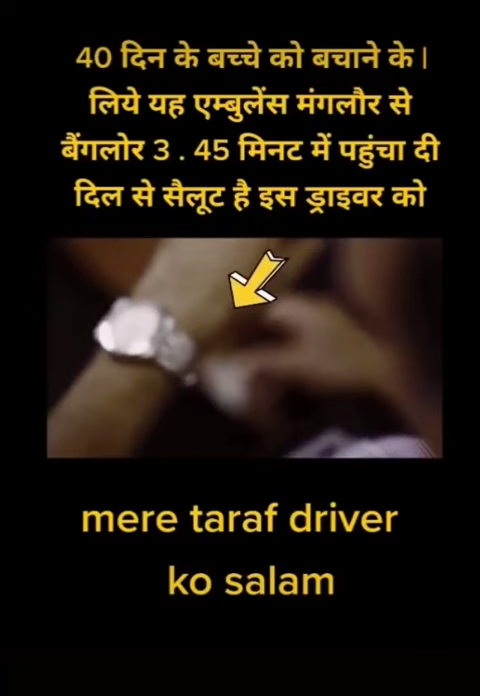 40 दिन के बच्चे को बचाने के |
लिये यह एम्बुलेंस मंगलौर से
बैंगलोर 3 . 45 मिनट में पहुंचा दी
दिल से सैलूट है इस ड्राइवर को
mere taraf driver
ko salam